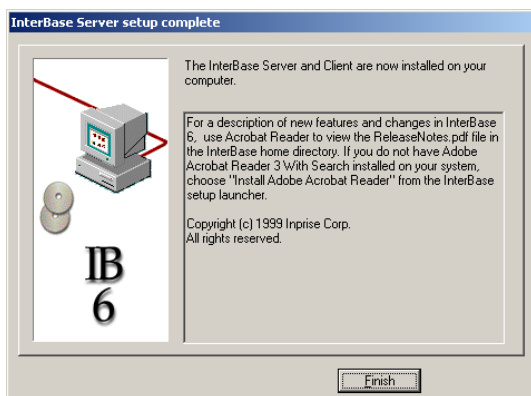 InterBase Server setup complete
The InterBase Server and Client are now installed on your
computer.
For a description of new features and changes in InterBase
6,  use Acrobat Reader to view the ReleaseNotes.pdf file in
the InterBase home directory. If you do not have Adobe
Acrobat Reader 3 With Search installed on your system,
choose "Install Adobe Acrobat Reader" from the InterBase
setup launcher.
Copyright (c) 1999 Inprise Corp.
All rights reserved.
IB
6
Finish